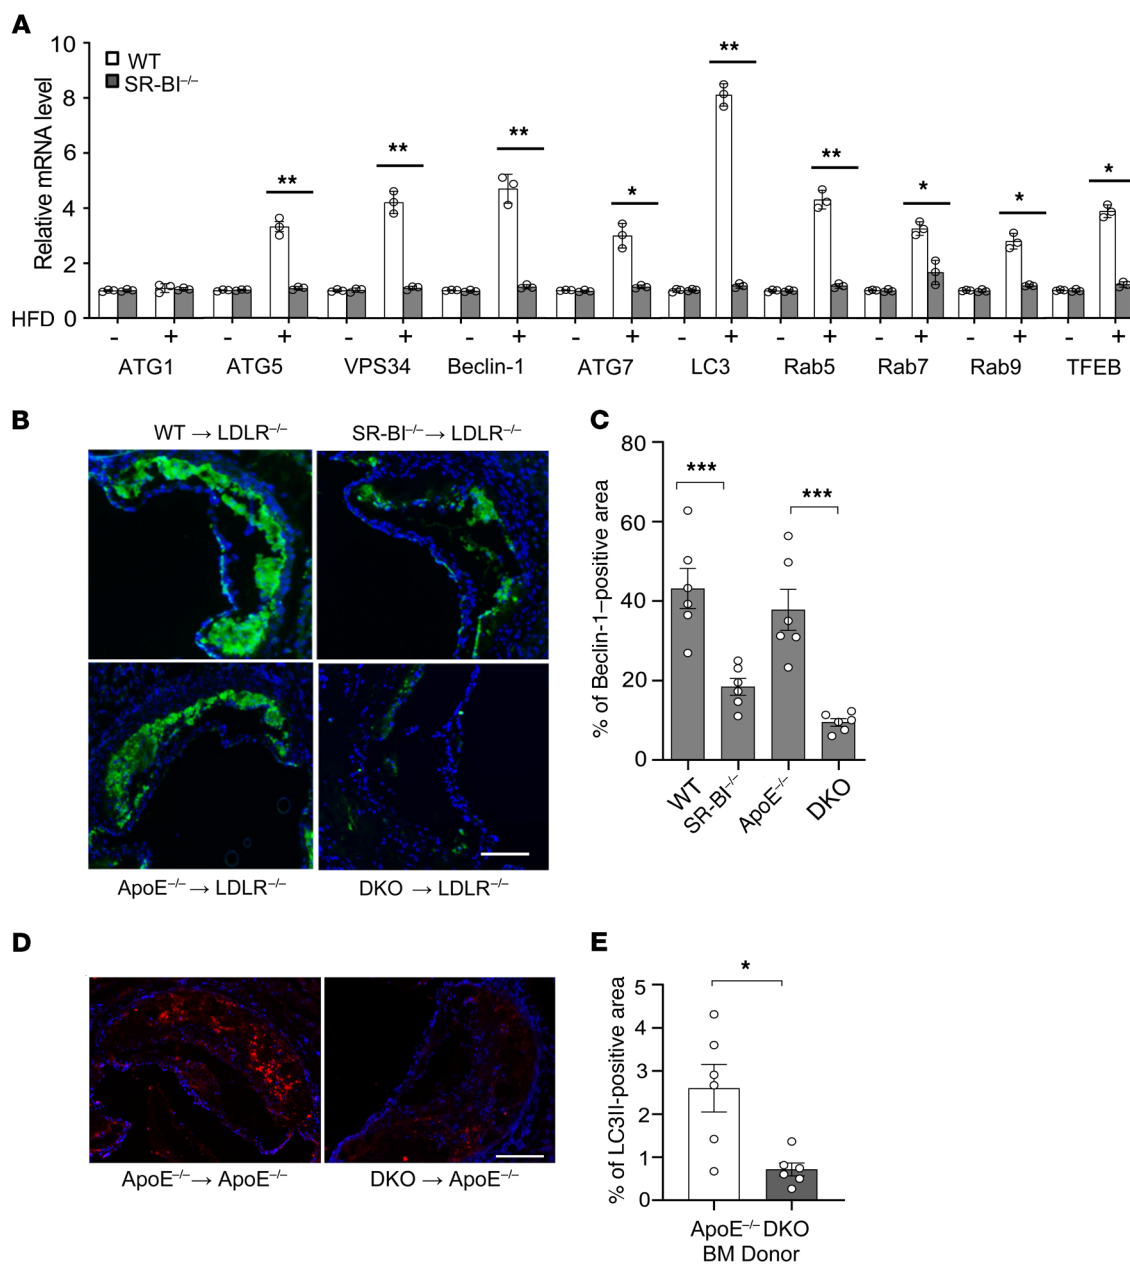 A
10
8
6
4
2
0
Relative mRNA level
WT
SR-BI–/–
**
**
**
*
**
**
*
*
*
HFD
- + - + - + - + - + - + - + - + - + - +
ATG1 ATG5 VPS34 Beclin-1 ATG7 LC3 Rab5 Rab7 Rab9 TFEB
B
WT → LDLR–/– SR-BI–/–→ LDLR–/–
ApoE–/–→ LDLR–/– DKO → LDLR–/–
C
80
60
40
20
0
% of Beclin-1–positive area
***
***
WT
SR-BI–/–
ApoE–/–
DKO
D
ApoE–/–→ ApoE–/– DKO → ApoE–/–
E
5
4
3
2
1
0
% of LC3II-positive area
*
ApoE–/– DKO
BM Donor